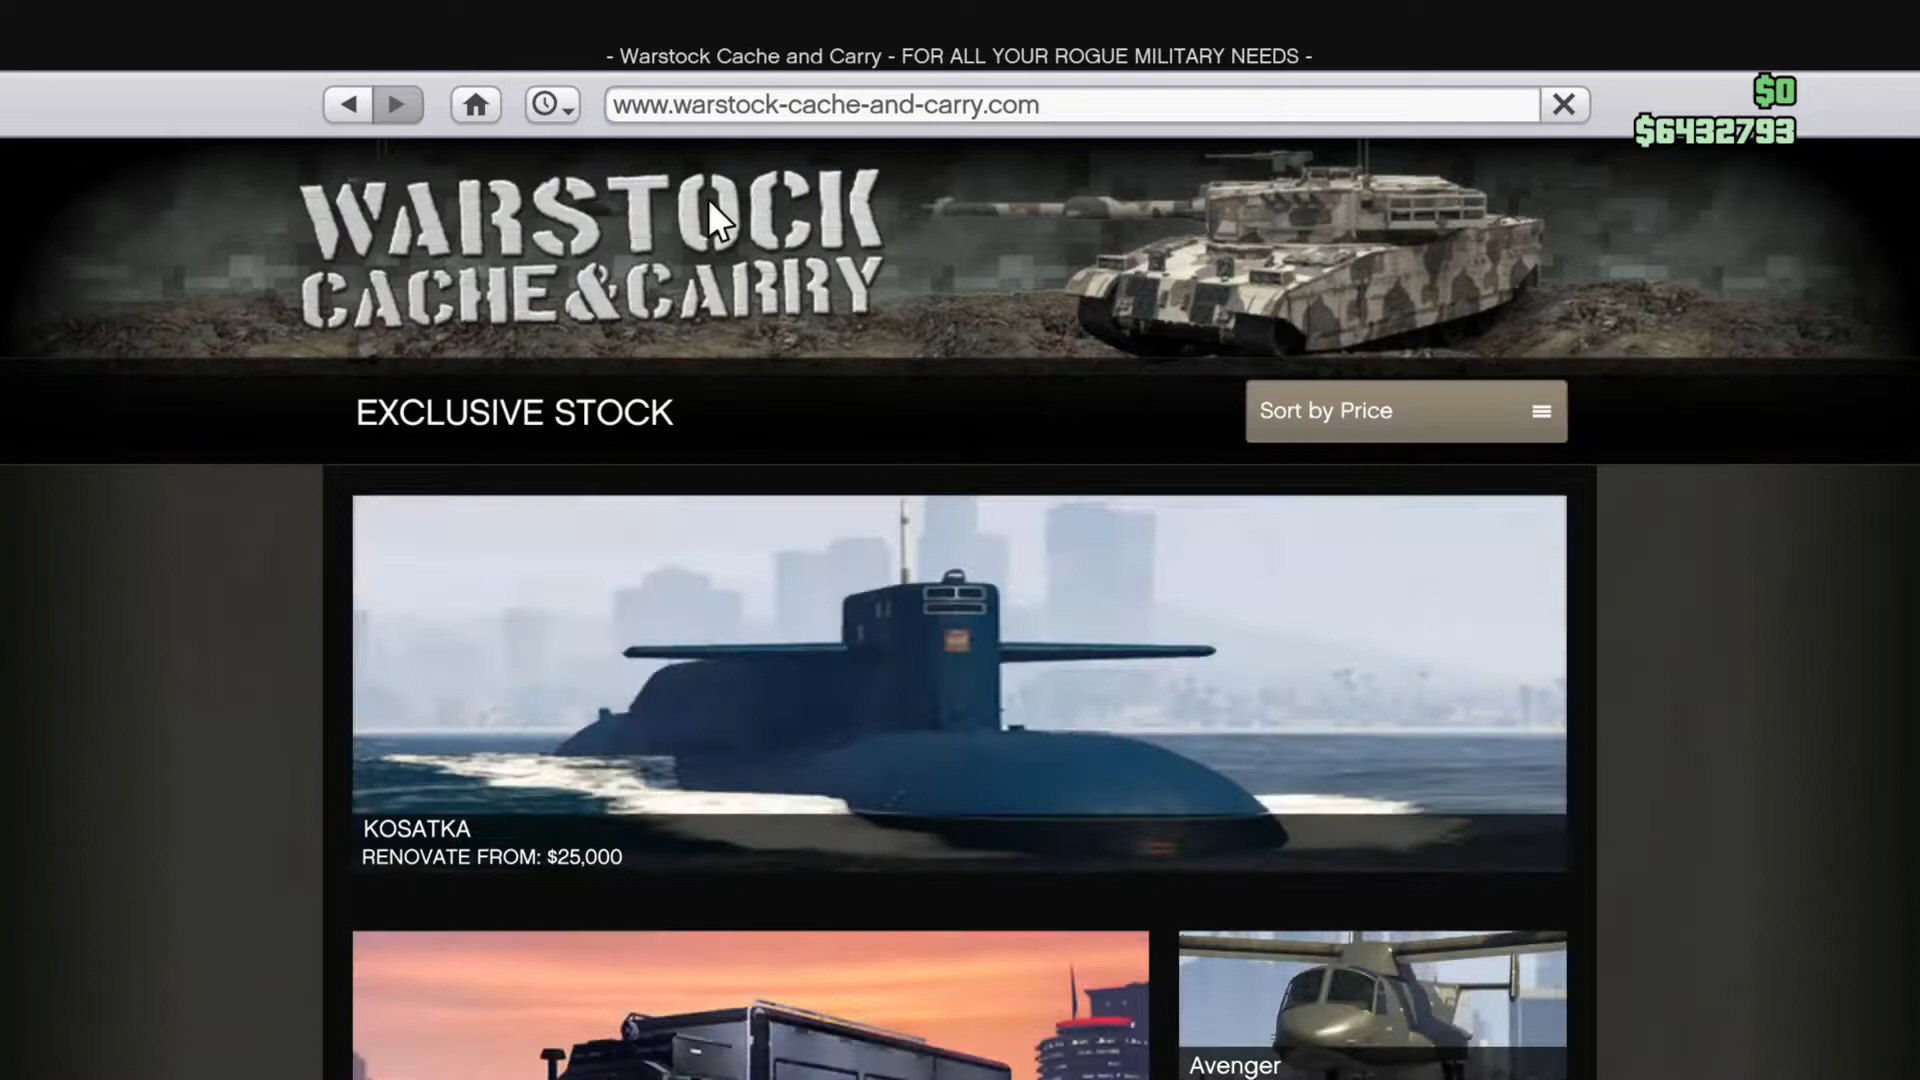 - Warstock Cache and Carry - FOR ALL YOUR ROGUE MILITARY NEEDS -
www.warstock-cache-and-carry.com
$0
$6432793
WARSTOCK
CACHE&CARRY
EXCLUSIVE STOCK
Sort by Price
KOSATKA
RENOVATE FROM: $25,000
Avenger